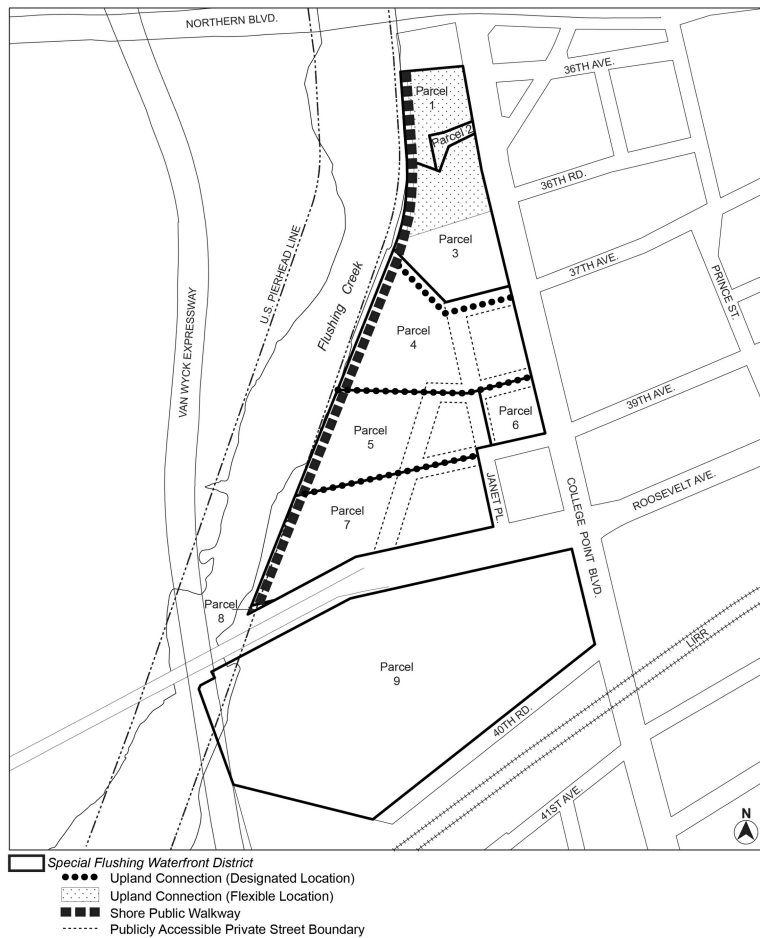 NORTHERN BLVD.
36TH AVE.
Parcel
1
Parcel 2
36TH RD.
Parcel
3
37TH AVE.
PRINCE ST.
U.S. PIERHEAD LINE
Flushing Creek
VAN WYCK EXPRESSWAY
Parcel
4
39TH AVE.
Parcel
6
Parcel
5
ROOSEVELT AVE.
JANET PL.
COLLEGE POINT BLVD.
Parcel
7
Parcel
8
LIRR
Parcel
9
40TH RD.
41ST AVE.
N
Special Flushing Waterfront District
Upland Connection (Designated Location)
Upland Connection (Flexible Location)
Shore Public Walkway
Publicly Accessible Private Street Boundary